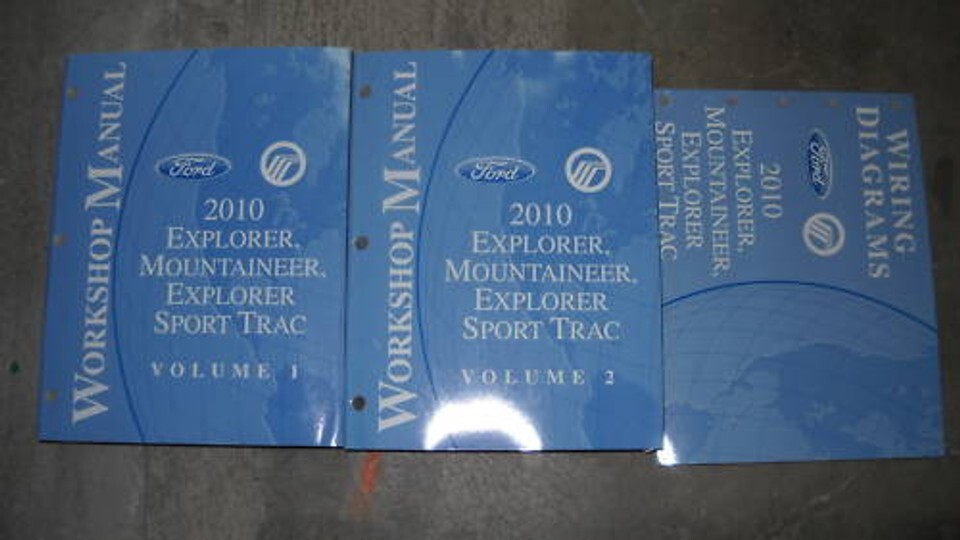 WORKSHOP MANUAL
Ford
2010
EXPLORER,
MOUNTAINEER,
EXPLORER
SPORT TRAC
VOLUME 1
WORKSHOP MANUAL
Ford
2010
EXPLORER,
MOUNTAINEER,
EXPLORER
SPORT TRAC
VOLUME 2
WIRING
DIAGRAMS
Ford
2010
EXPLORER,
MOUNTAINEER,
EXPLORER
SPORT TRAC